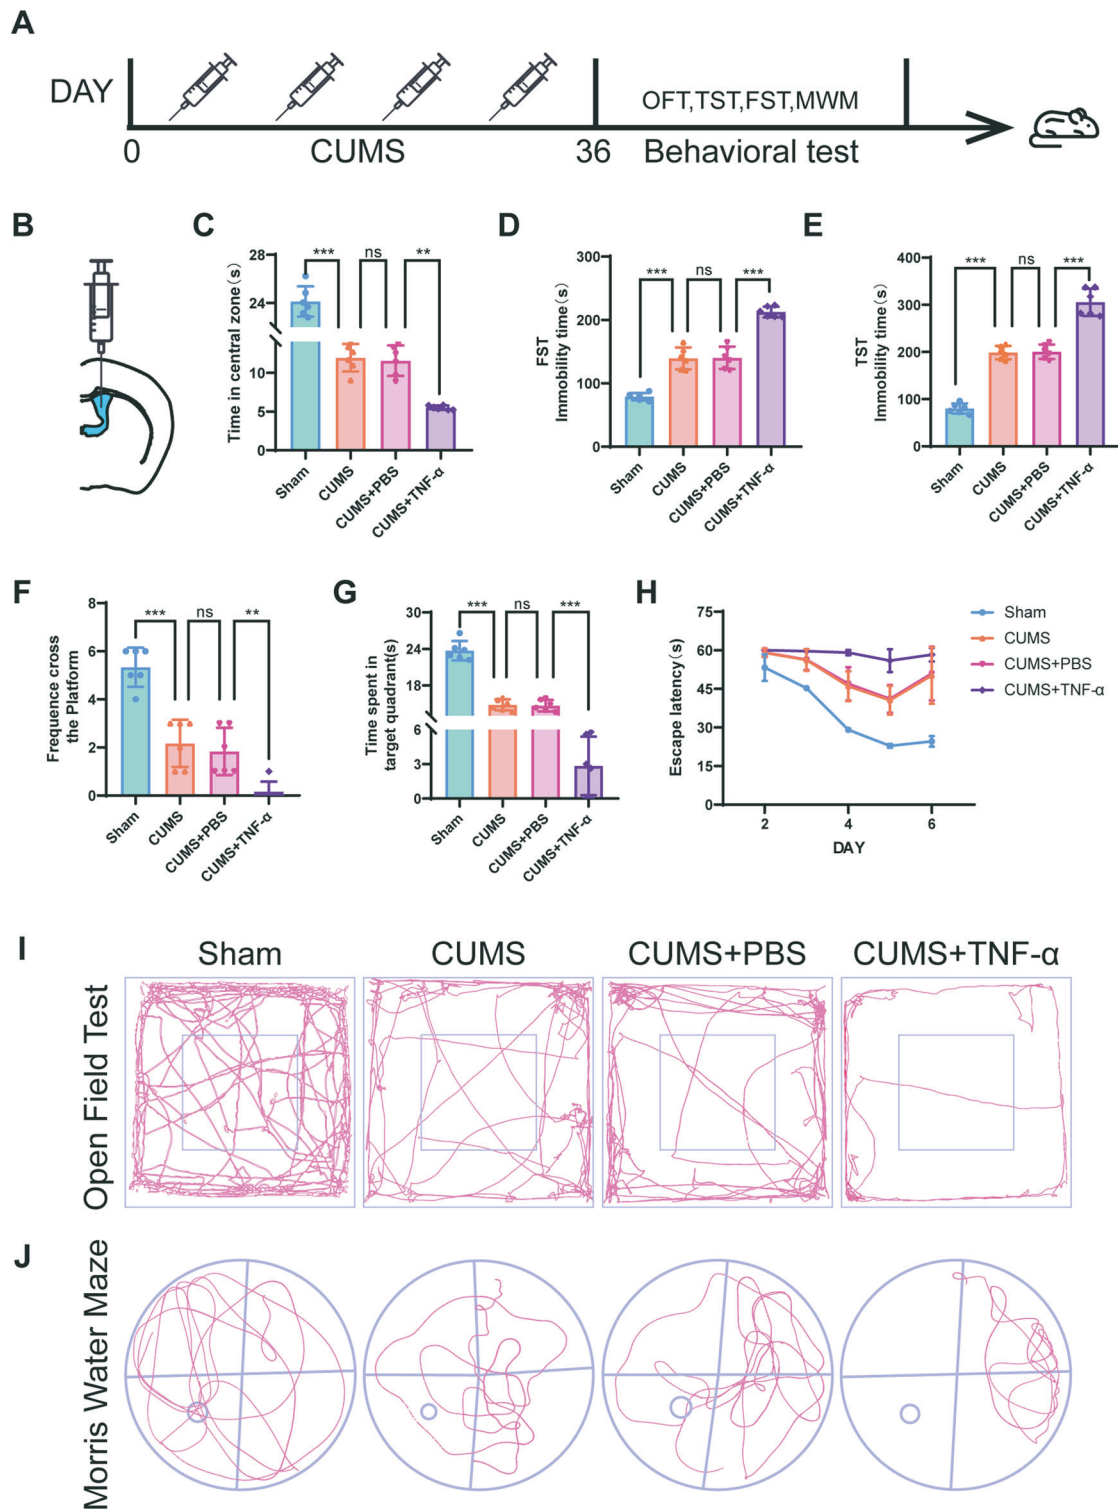 A
DAY
OFT,TST,FST,MWM
0
CUMS
36
Behavioral test
B
C
Time in central zone(s)
28
24
10
5
0
***
ns
**
Sham
CUMS
CUMS+PBS
CUMS+TNF-α
D
FST
Immobility time(s)
300
200
100
0
***
ns
***
Sham
CUMS
CUMS+PBS
CUMS+TNF-α
E
TST
Immobility time(s)
400
300
200
100
0
***
ns
***
Sham
CUMS
CUMS+PBS
CUMS+TNF-α
F
Frequence cross
the Platform
8
6
4
2
0
***
ns
**
Sham
CUMS
CUMS+PBS
CUMS+TNF-α
G
Time spent in
target quadrant(s)
30
24
18
6
3
0
***
ns
***
Sham
CUMS
CUMS+PBS
CUMS+TNF-α
H
Escape latency(s)
75
60
45
30
15
0
2
4
6
DAY
Sham
CUMS
CUMS+PBS
CUMS+TNF-α
I
Sham
CUMS
CUMS+PBS
CUMS+TNF-α
Open Field Test
J
Morris Water Maze